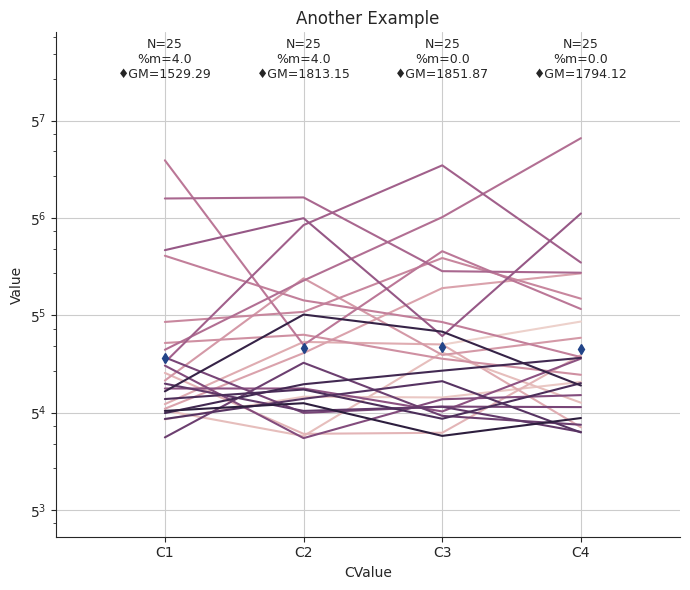 Another Example
N=25 N=25 N=25 N=25
%m=4.0 %m=4.0 %m=0.0 %m=0.0
♦GM=1529.29 ♦GM=1813.15 ♦GM=1851.87 ♦GM=1794.12
5⁷
5⁶
5⁵
5⁴
5³
Value
C1 C2 C3 C4
CValue